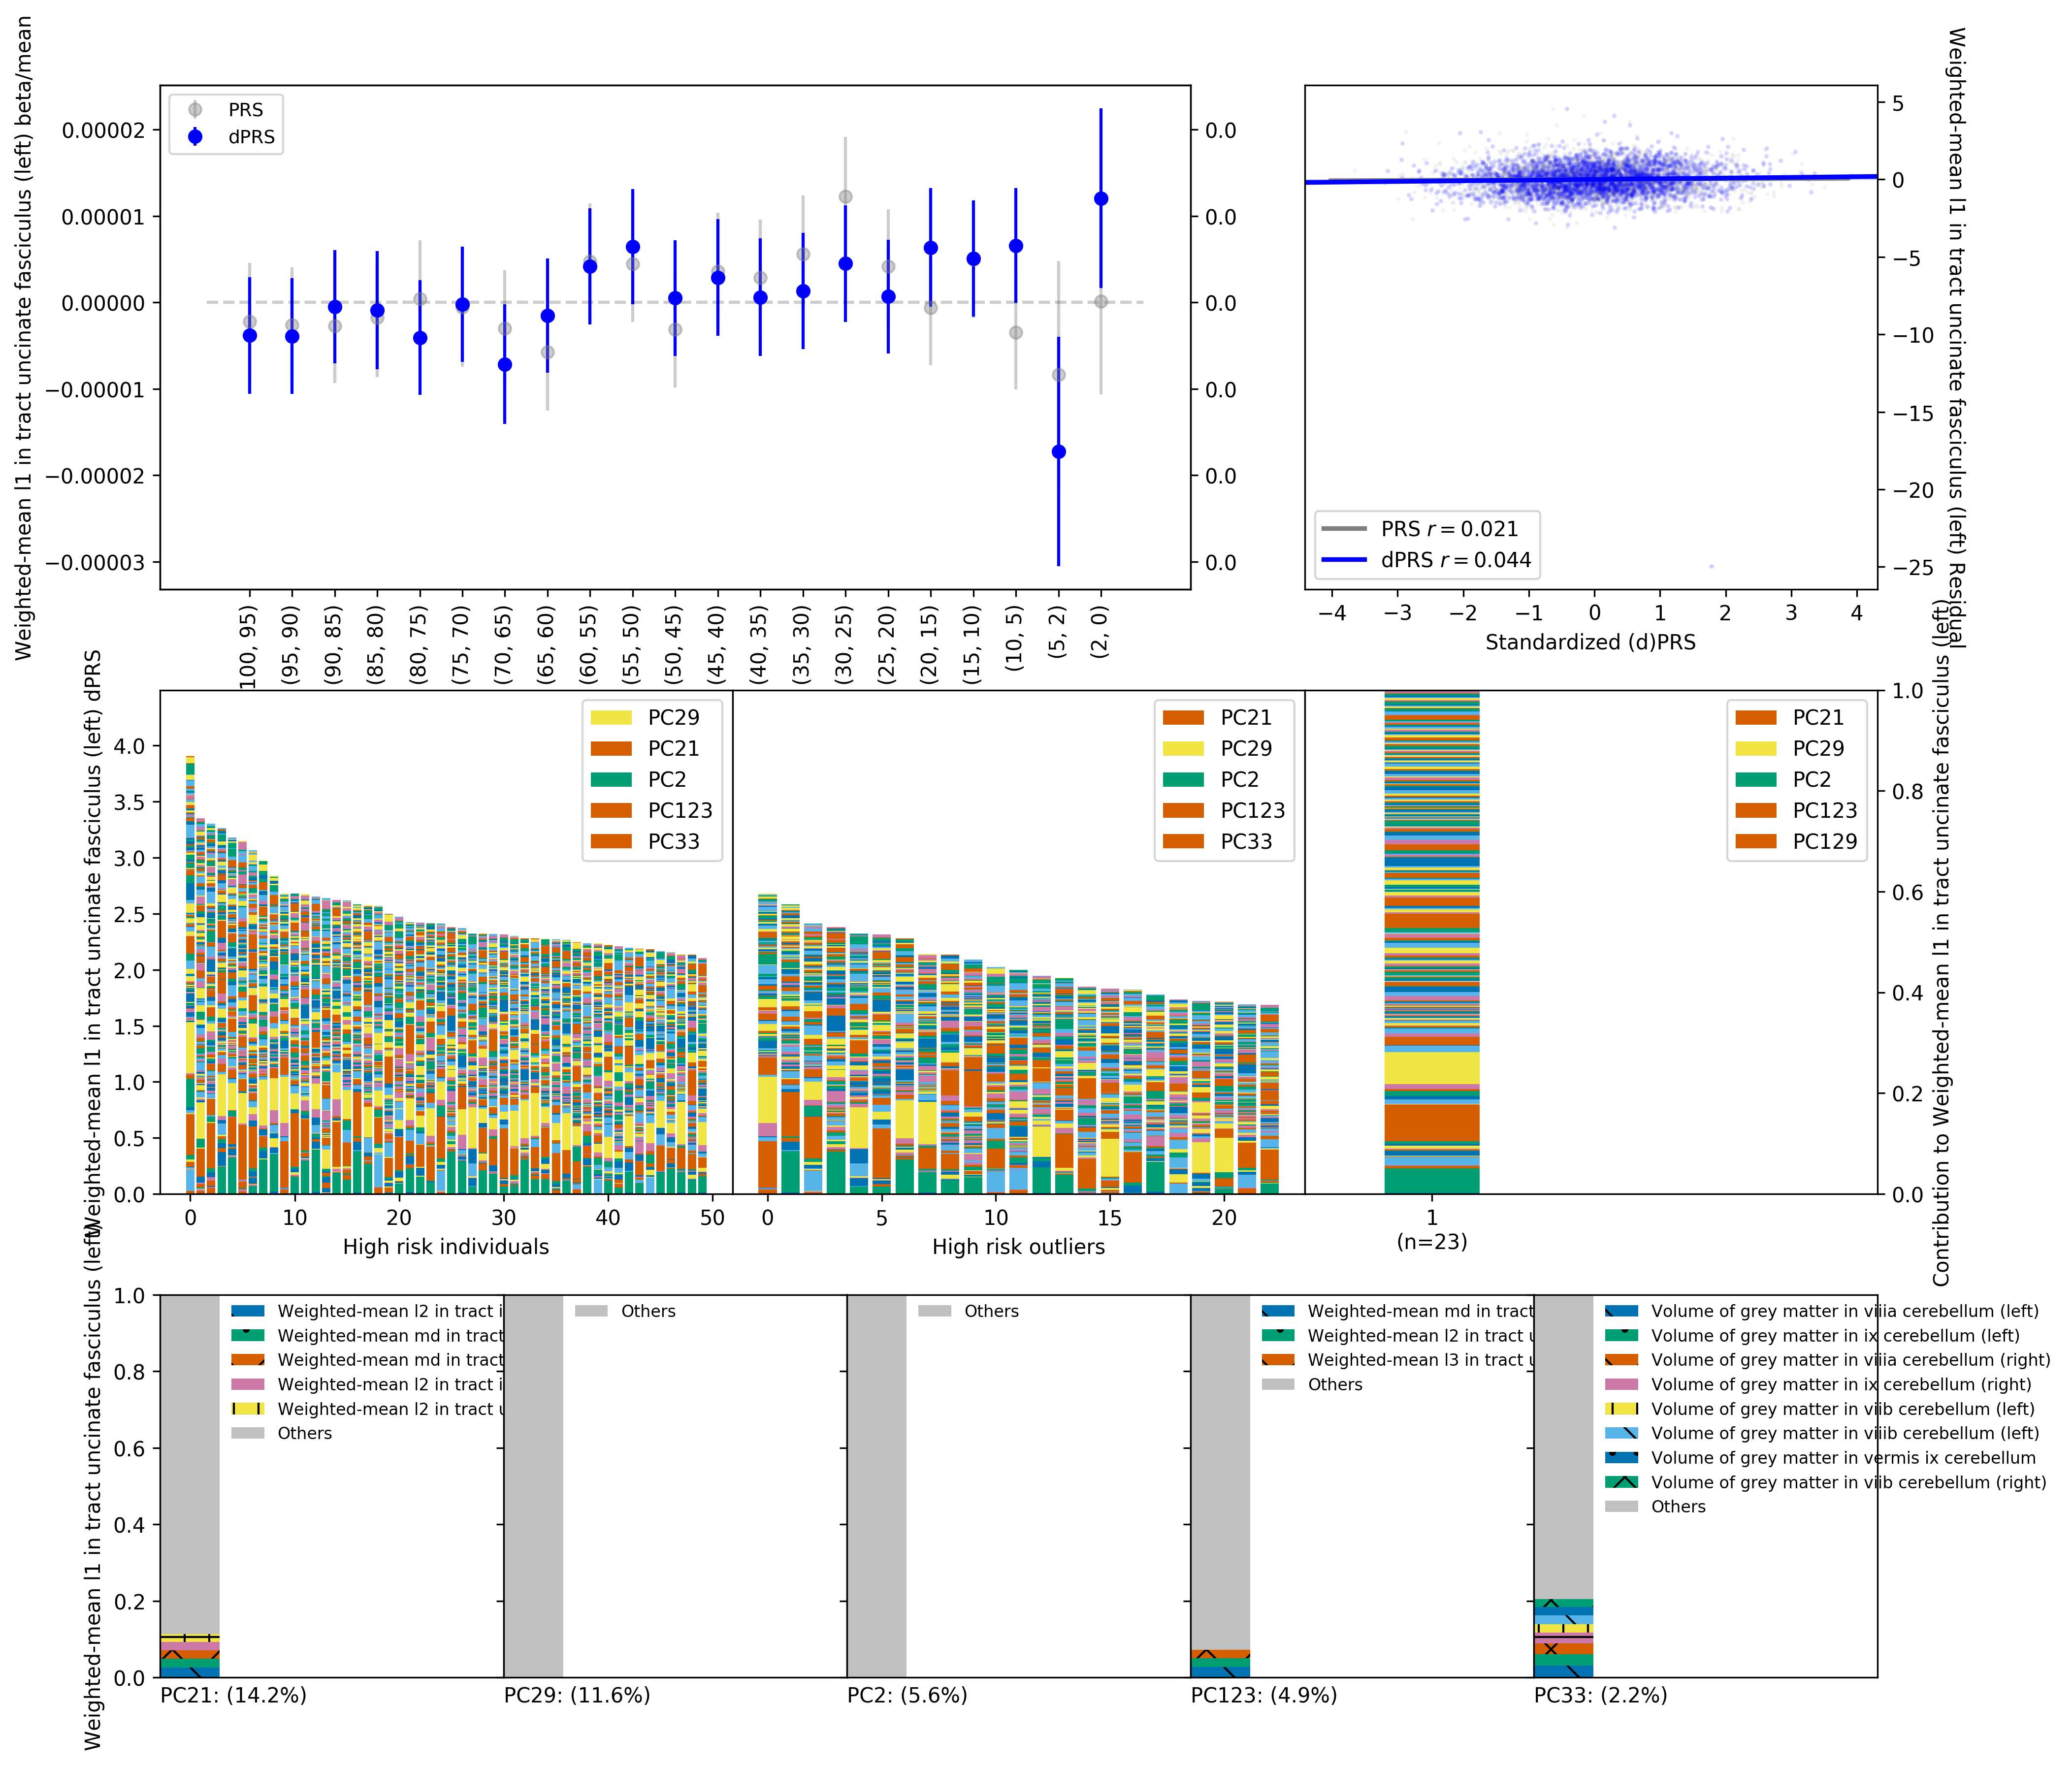 Weighted-mean l1 in tract uncinate fasciculus (left) beta/mean
0.00002
0.00001
0.00000
−0.00001
−0.00002
−0.00003
PRS
dPRS
0.0
0.0
0.0
0.0
0.0
0.0
100, 95)
(95, 90)
(90, 85)
(85, 80)
(80, 75)
(75, 70)
(70, 65)
(65, 60)
(60, 55)
(55, 50)
(50, 45)
(45, 40)
(40, 35)
(35, 30)
(30, 25)
(25, 20)
(20, 15)
(15, 10)
(10, 5)
(5, 2)
(2, 0)
PRS r = 0.021
dPRS r = 0.044
−4 −3 −2 −1 0 1 2 3 4
Standardized (d)PRS
5
0
−5
−10
−15
−20
−25
Weighted-mean l1 in tract uncinate fasciculus (left) Residual
Weighted-mean l1 in tract uncinate fasciculus (left) dPRS
4.0
3.5
3.0
2.5
2.0
1.5
1.0
0.5
0.0
PC29
PC21
PC2
PC123
PC33
0 10 20 30 40 50
High risk individuals
PC21
PC29
PC2
PC123
PC33
0 5 10 15 20
High risk outliers
PC21
PC29
PC2
PC123
PC129
1
(n=23)
1.0
0.8
0.6
0.4
0.2
0.0
Contribution to Weighted-mean l1 in tract uncinate fasciculus (left)
Weighted-mean l1 in tract uncinate fasciculus (left)
1.0
0.8
0.6
0.4
0.2
0.0
Weighted-mean l2 in tract i
Weighted-mean md in tract
Weighted-mean md in tract
Weighted-mean l2 in tract i
Weighted-mean l2 in tract u
Others
PC21: (14.2%)
Others
PC29: (11.6%)
Others
PC2: (5.6%)
Weighted-mean md in tract
Weighted-mean l2 in tract u
Weighted-mean l3 in tract u
Others
PC123: (4.9%)
Volume of grey matter in viiia cerebellum (left)
Volume of grey matter in ix cerebellum (left)
Volume of grey matter in viiia cerebellum (right)
Volume of grey matter in ix cerebellum (right)
Volume of grey matter in viib cerebellum (left)
Volume of grey matter in viiib cerebellum (left)
Volume of grey matter in vermis ix cerebellum
Volume of grey matter in viib cerebellum (right)
Others
PC33: (2.2%)